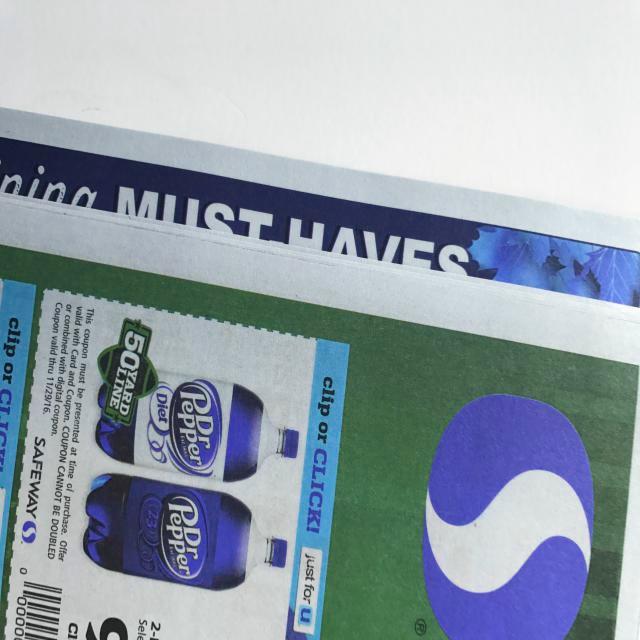 MUST-HAVES
clip or CLICK!
just for U
50 YARD
LINE
Diet
Dr
Pepper
Dr
Pepper
23
This coupon must be presented at time of purchase. Offer
valid with Card and Coupon. COUPON CANNOT BE DOUBLED
or combined with digital coupon.
Coupon valid thru 11/29/16.
SAFEWAY
clip or CLICK!
®